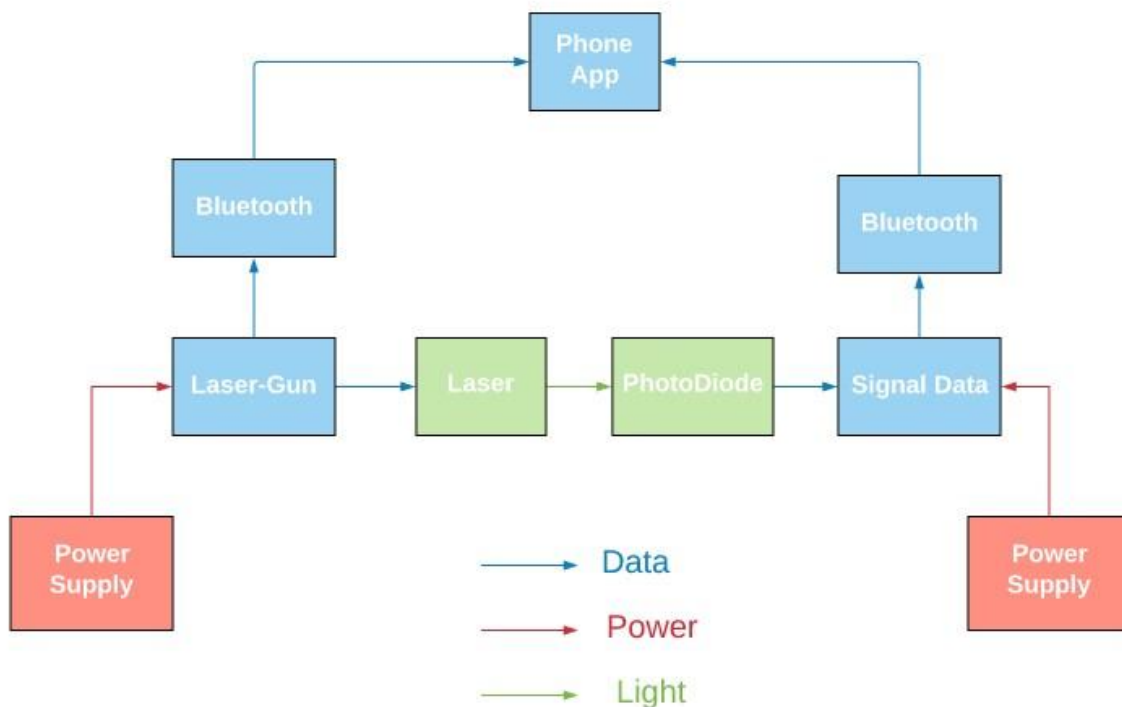 Phone
App
Bluetooth
Bluetooth
Laser-Gun
Laser
PhotoDiode
Signal Data
Power
Supply
Power
Supply
Data
Power
Light